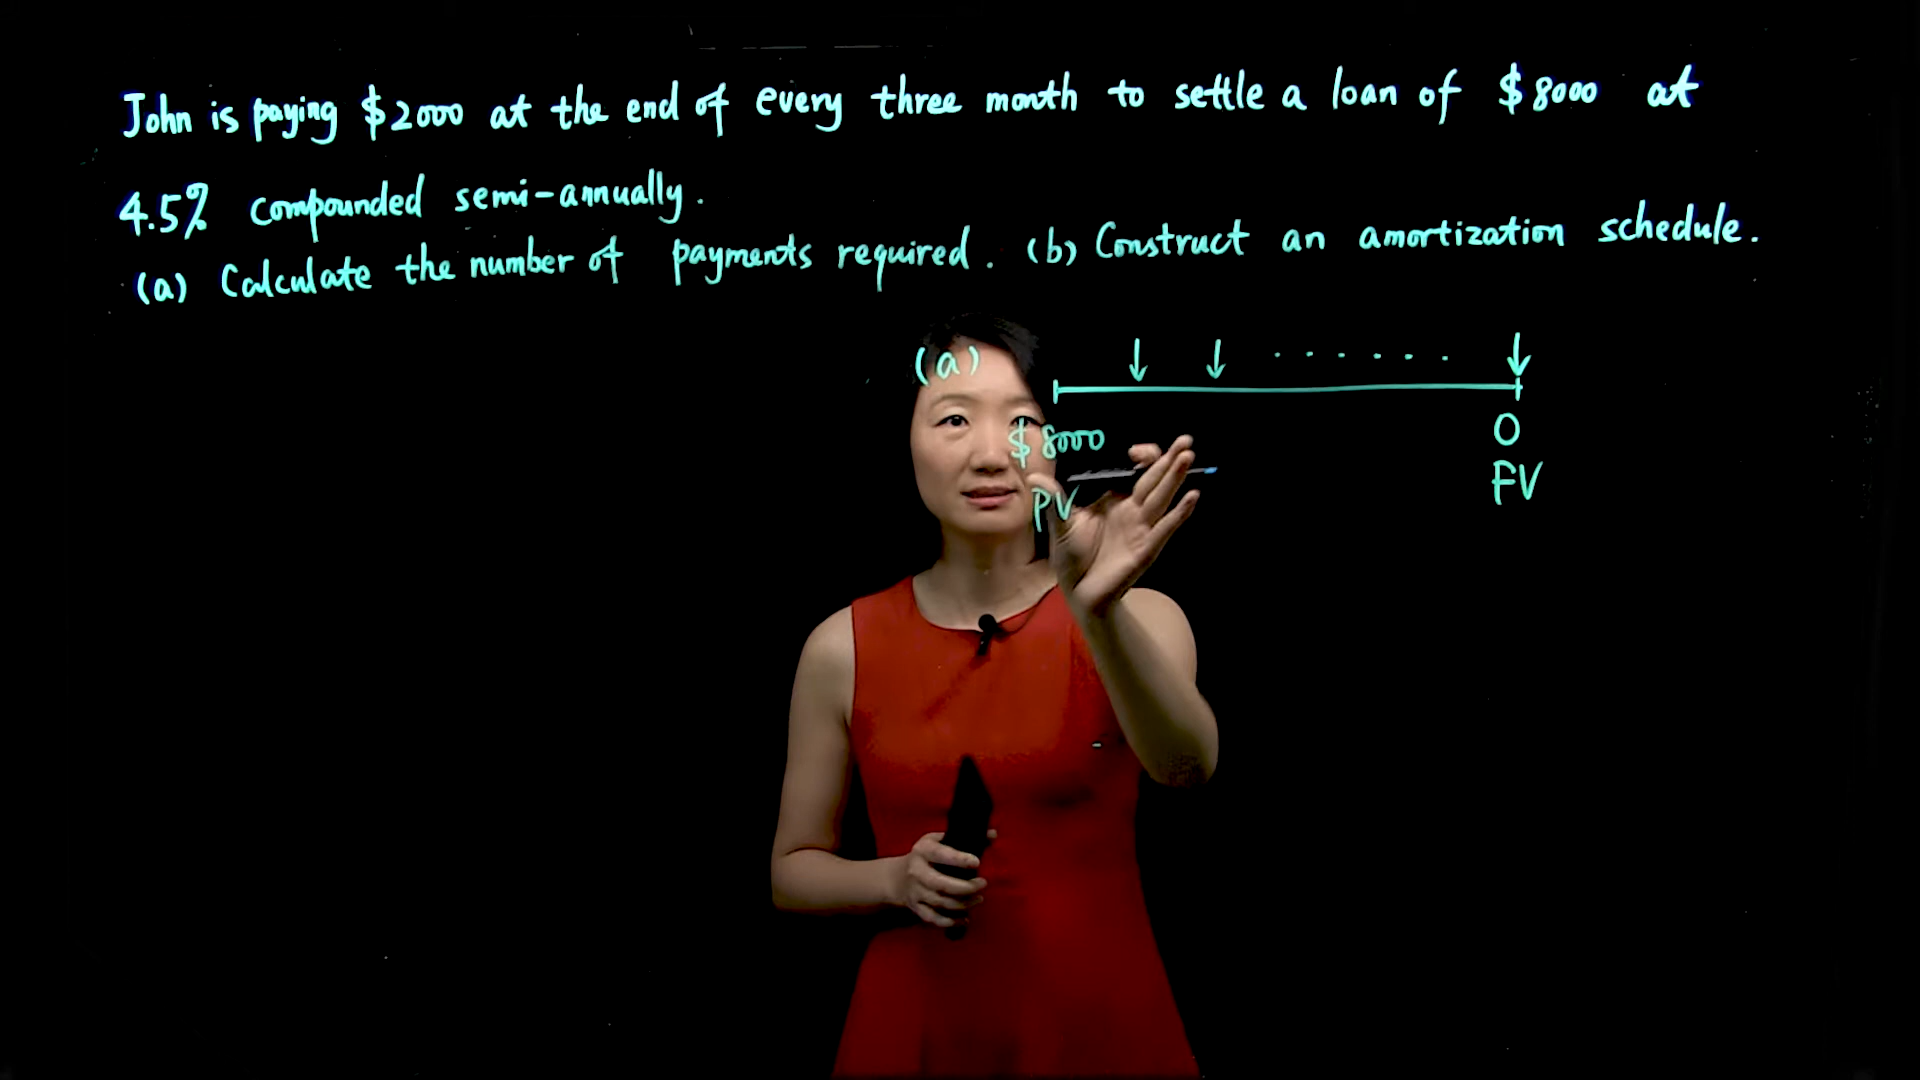 John is paying $2000 at the end of every three month to settle a loan of $8000 at
4.5% compounded semi-annually.
(a) Calculate the number of payments required. (b) Construct an amortization schedule.
(a) ↓ ↓ . . . . . . ↓
$8000 0
PV FV